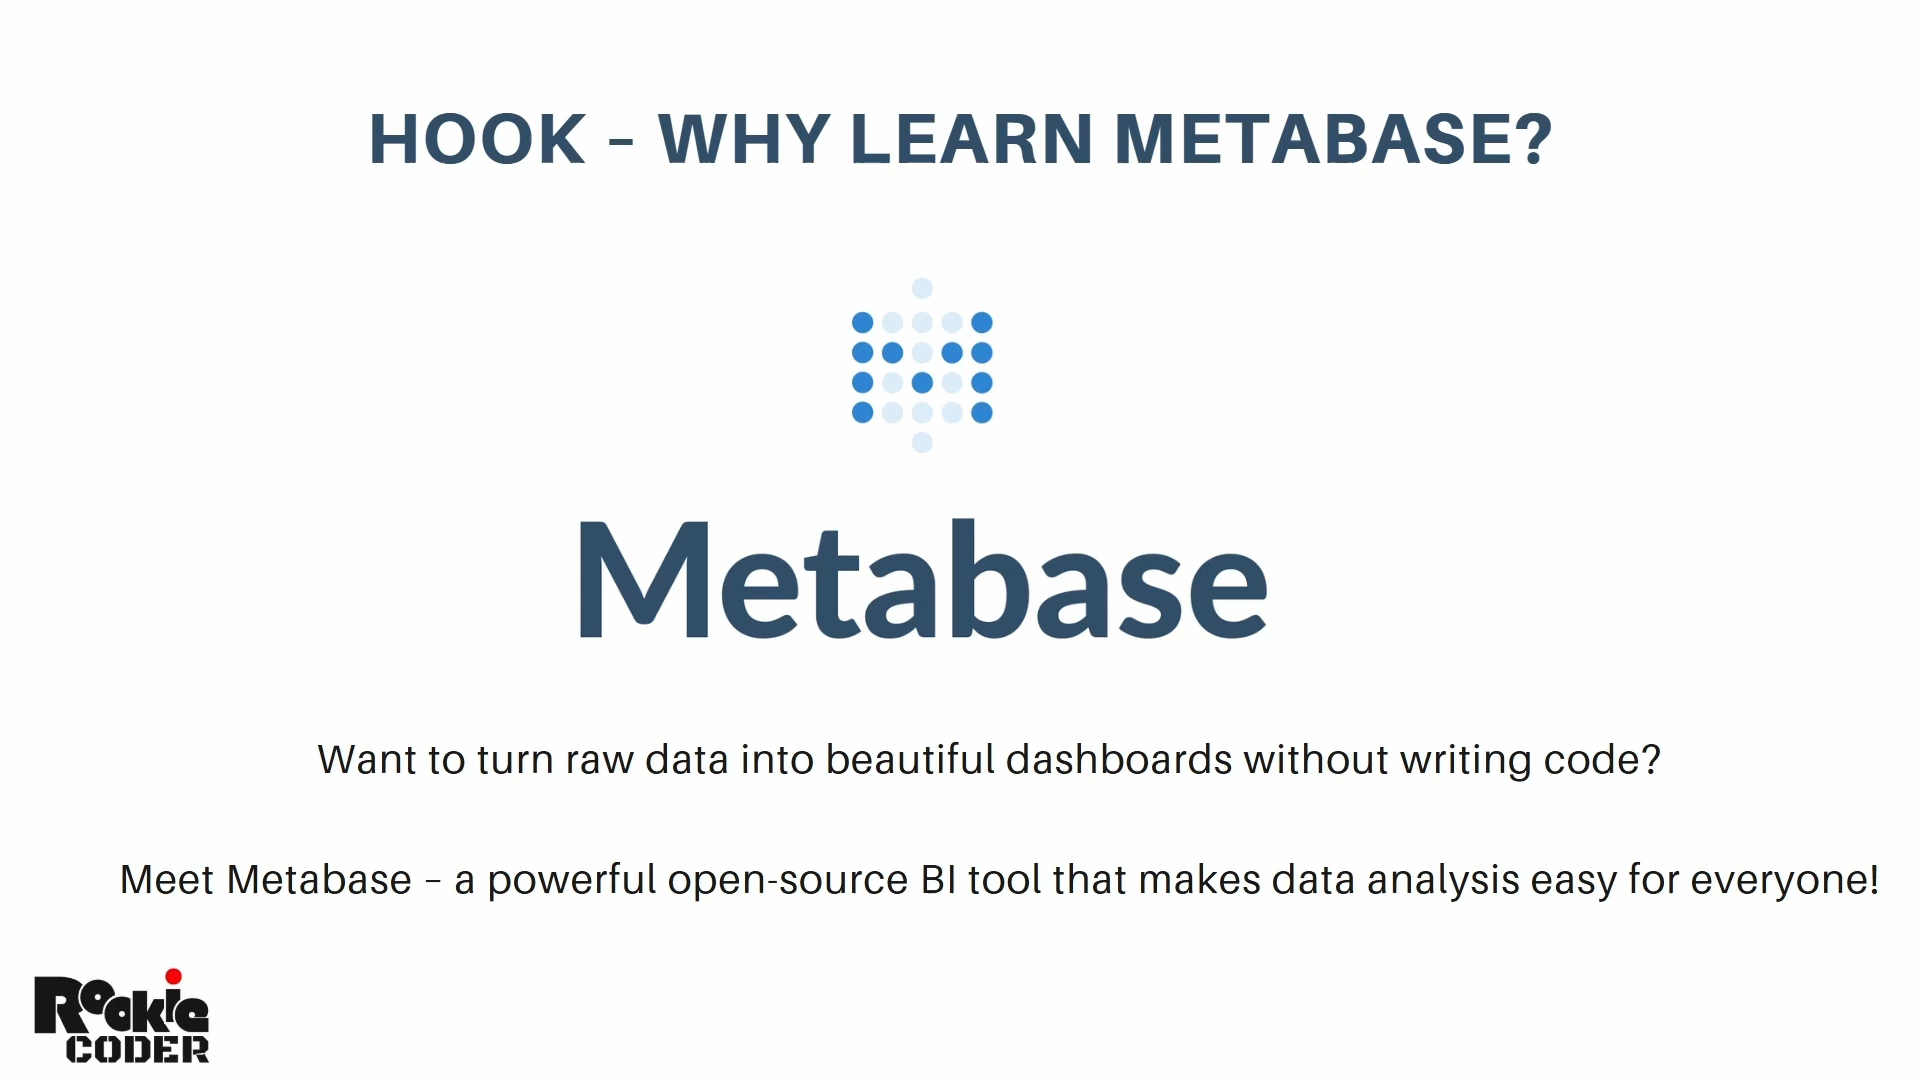 HOOK – WHY LEARN METABASE?
Metabase
Want to turn raw data into beautiful dashboards without writing code?
Meet Metabase – a powerful open-source BI tool that makes data analysis easy for everyone!
Rookie
CODER